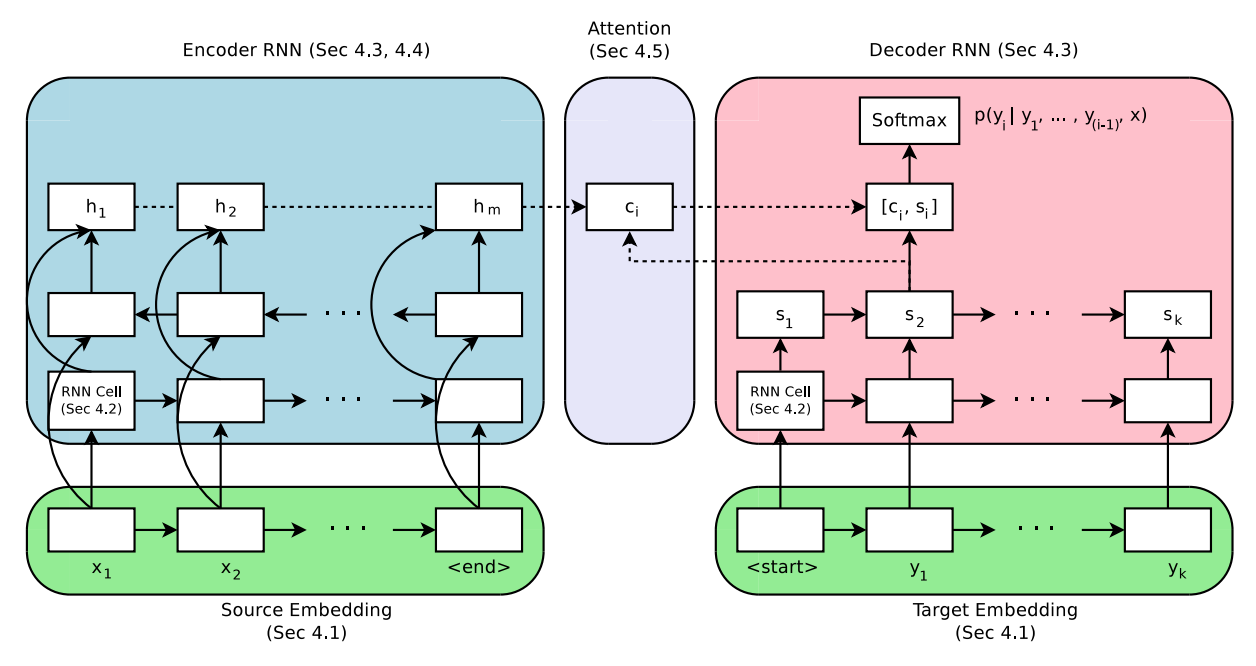 Encoder RNN (Sec 4.3, 4.4)
Attention
(Sec 4.5)
Decoder RNN (Sec 4.3)
Softmax
p(y_i | y_1, ... , y_(i-1), x)
h_1
h_2
h_m
c_i
[c_i, s_i]
. . .
s_1
s_2
. . .
s_k
RNN Cell
(Sec 4.2)
. . .
RNN Cell
(Sec 4.2)
. . .
. . .
x_1
x_2
<end>
. . .
<start>
y_1
y_k
Source Embedding
(Sec 4.1)
Target Embedding
(Sec 4.1)